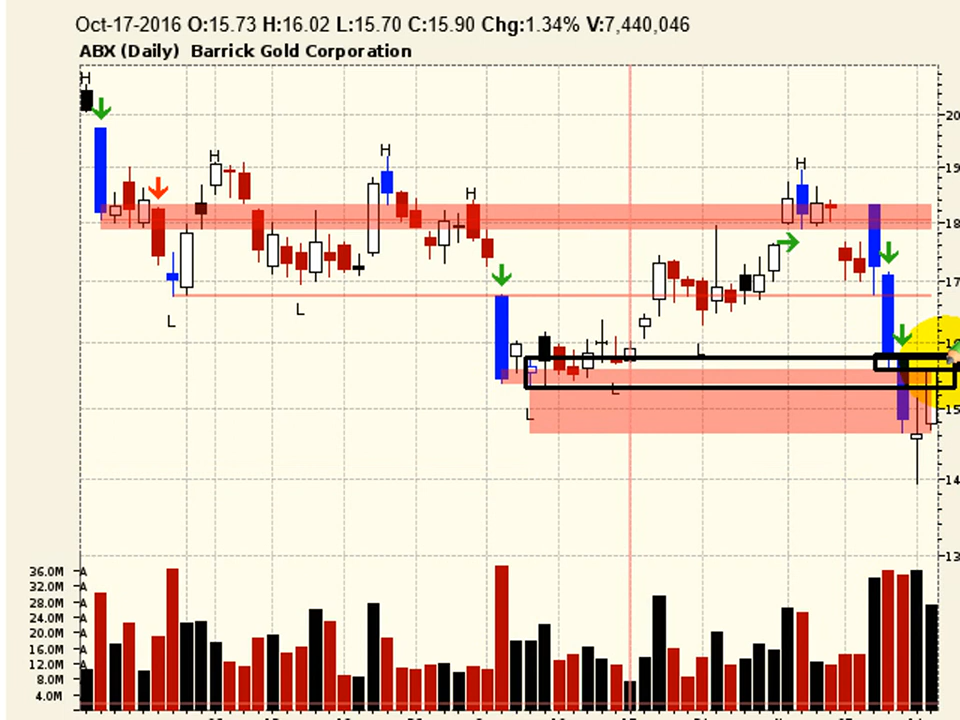 Oct-17-2016 O:15.73 H:16.02 L:15.70 C:15.90 Chg:1.34% V:7,440,046
ABX (Daily) Barrick Gold Corporation
H
H
H
H
H
L
L
L
L
L
20
19
18
17
15
14
13
36.0M A
32.0M A
28.0M A
24.0M A
20.0M A
16.0M A
12.0M A
8.0M
4.0M